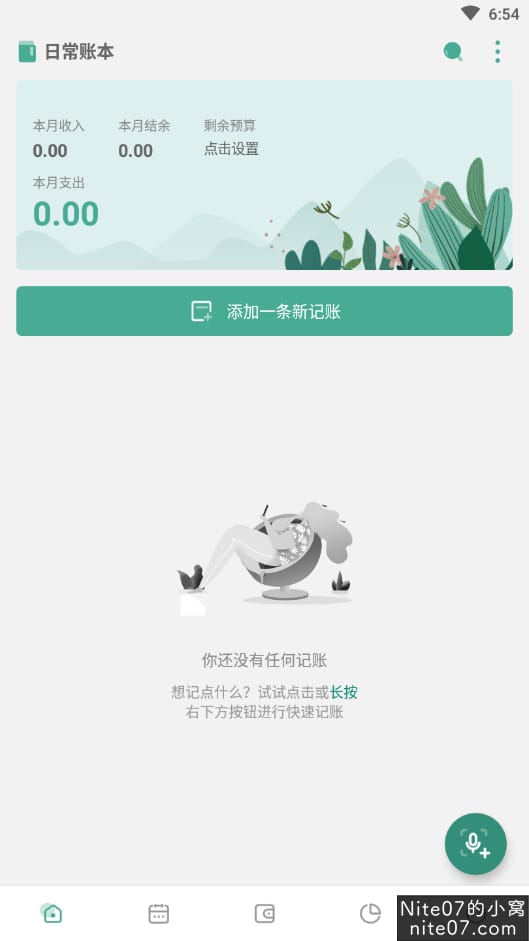 6:54
日常账本
本月收入 本月结余 剩余预算
0.00 0.00 点击设置
本月支出
0.00
添加一条新记账
你还没有任何记账
想记点什么？试试点击或长按
右下方按钮进行快速记账
Nite07的小窝
nite07.com